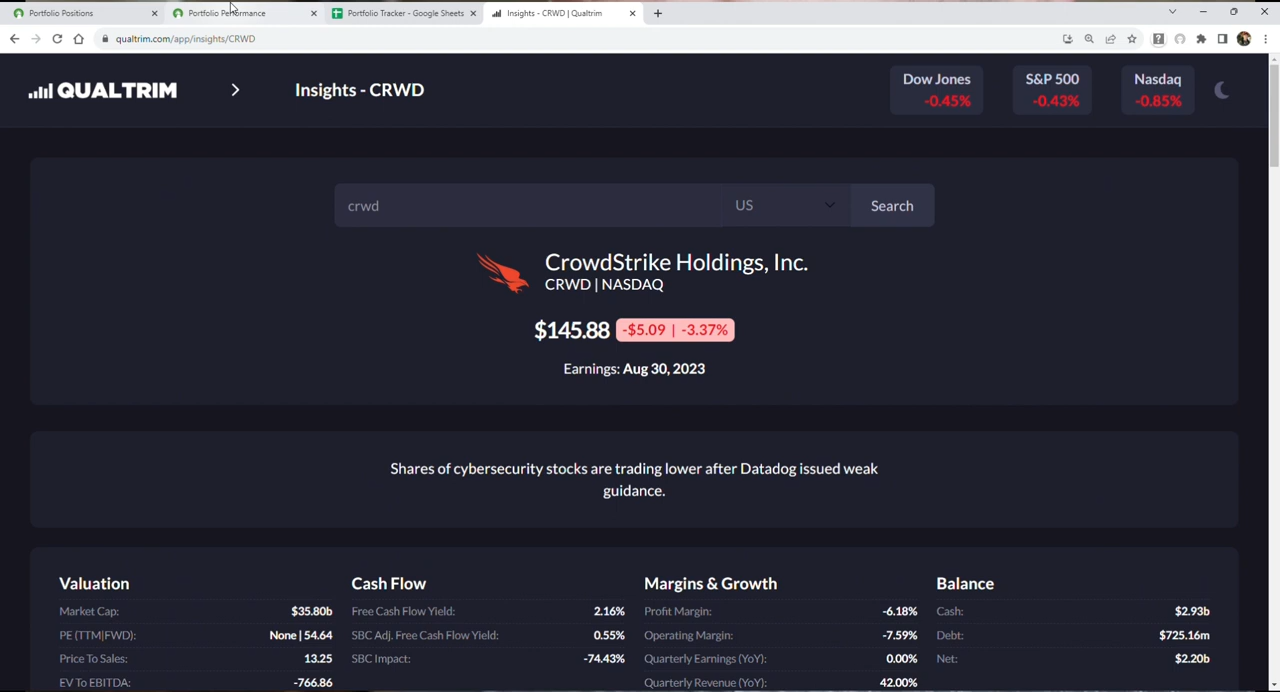 Portfolio Positions
Portfolio Performance
Portfolio Tracker - Google Sheets
Insights - CRWD | Qualtrim
qualtrim.com/app/insights/CRWD
QUALTRIM
Insights - CRWD
Dow Jones
-0.45%
S&P 500
-0.43%
Nasdaq
-0.85%
crwd
US
Search
CrowdStrike Holdings, Inc.
CRWD | NASDAQ
$145.88 -$5.09 | -3.37%
Earnings: Aug 30, 2023
Shares of cybersecurity stocks are trading lower after Datadog issued weak
guidance.
Valuation
Market Cap: $35.80b
PE (TTM|FWD): None | 54.64
Price To Sales: 13.25
EV To EBITDA: -766.86
Cash Flow
Free Cash Flow Yield: 2.16%
SBC Adj. Free Cash Flow Yield: 0.55%
SBC Impact: -74.43%
Margins & Growth
Profit Margin: -6.18%
Operating Margin: -7.59%
Quarterly Earnings (YoY): 0.00%
Quarterly Revenue (YoY): 42.00%
Balance
Cash: $2.93b
Debt: $725.16m
Net: $2.20b